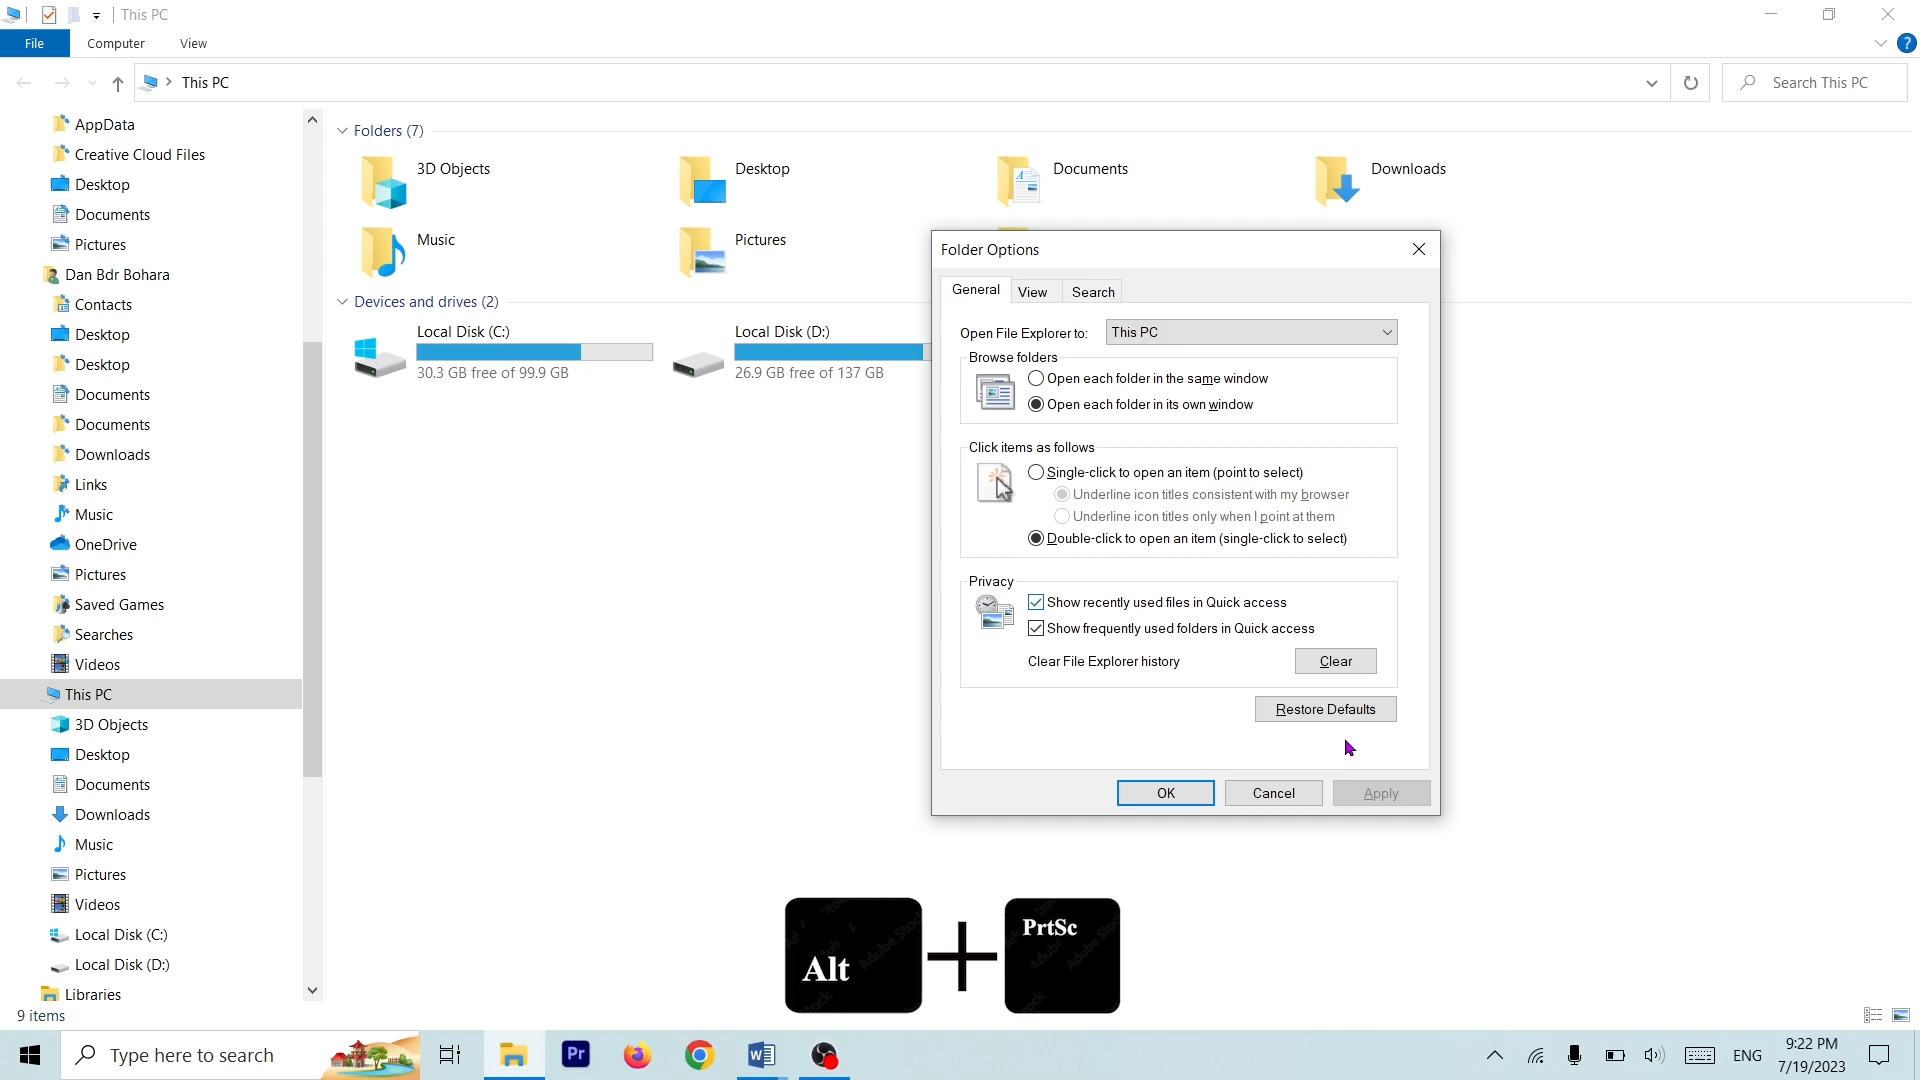 This PC
File
Computer
View
?
This PC
Search This PC
AppData
Creative Cloud Files
Desktop
Documents
Pictures
Dan Bdr Bohara
Contacts
Desktop
Desktop
Documents
Documents
Downloads
Links
Music
OneDrive
Pictures
Saved Games
Searches
Videos
This PC
3D Objects
Desktop
Documents
Downloads
Music
Pictures
Videos
Local Disk (C:)
Local Disk (D:)
Libraries
9 items
Folders (7)
3D Objects
Desktop
Documents
Downloads
Music
Pictures
Devices and drives (2)
Local Disk (C:)
30.3 GB free of 99.9 GB
Local Disk (D:)
26.9 GB free of 137 GB
Folder Options
General
View
Search
Open File Explorer to:
This PC
Browse folders
Open each folder in the same window
Open each folder in its own window
Click items as follows
Single-click to open an item (point to select)
Underline icon titles consistent with my browser
Underline icon titles only when I point at them
Double-click to open an item (single-click to select)
Privacy
Show recently used files in Quick access
Show frequently used folders in Quick access
Clear File Explorer history
Clear
Restore Defaults
OK
Cancel
Apply
Alt
+
PrtSc
Adobe Stock
Type here to search
Pr
W
ENG
9:22 PM
7/19/2023